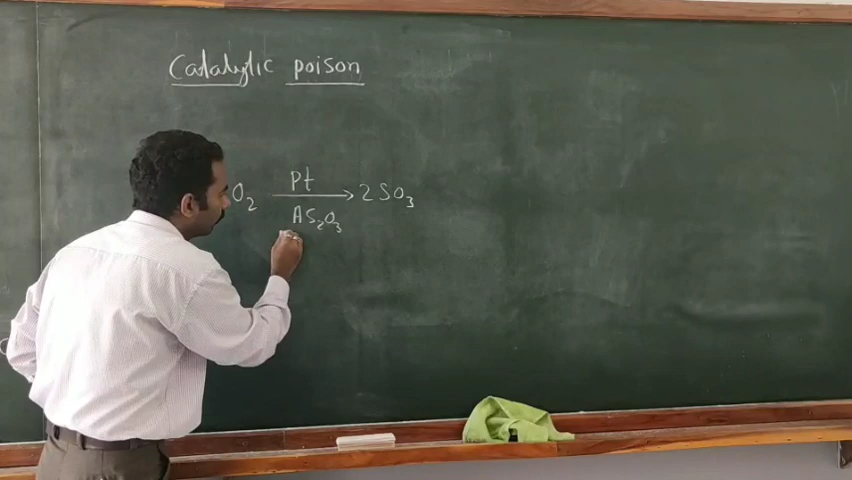 Catalytic poison
Pt
O2 → 2SO3
AS2O3